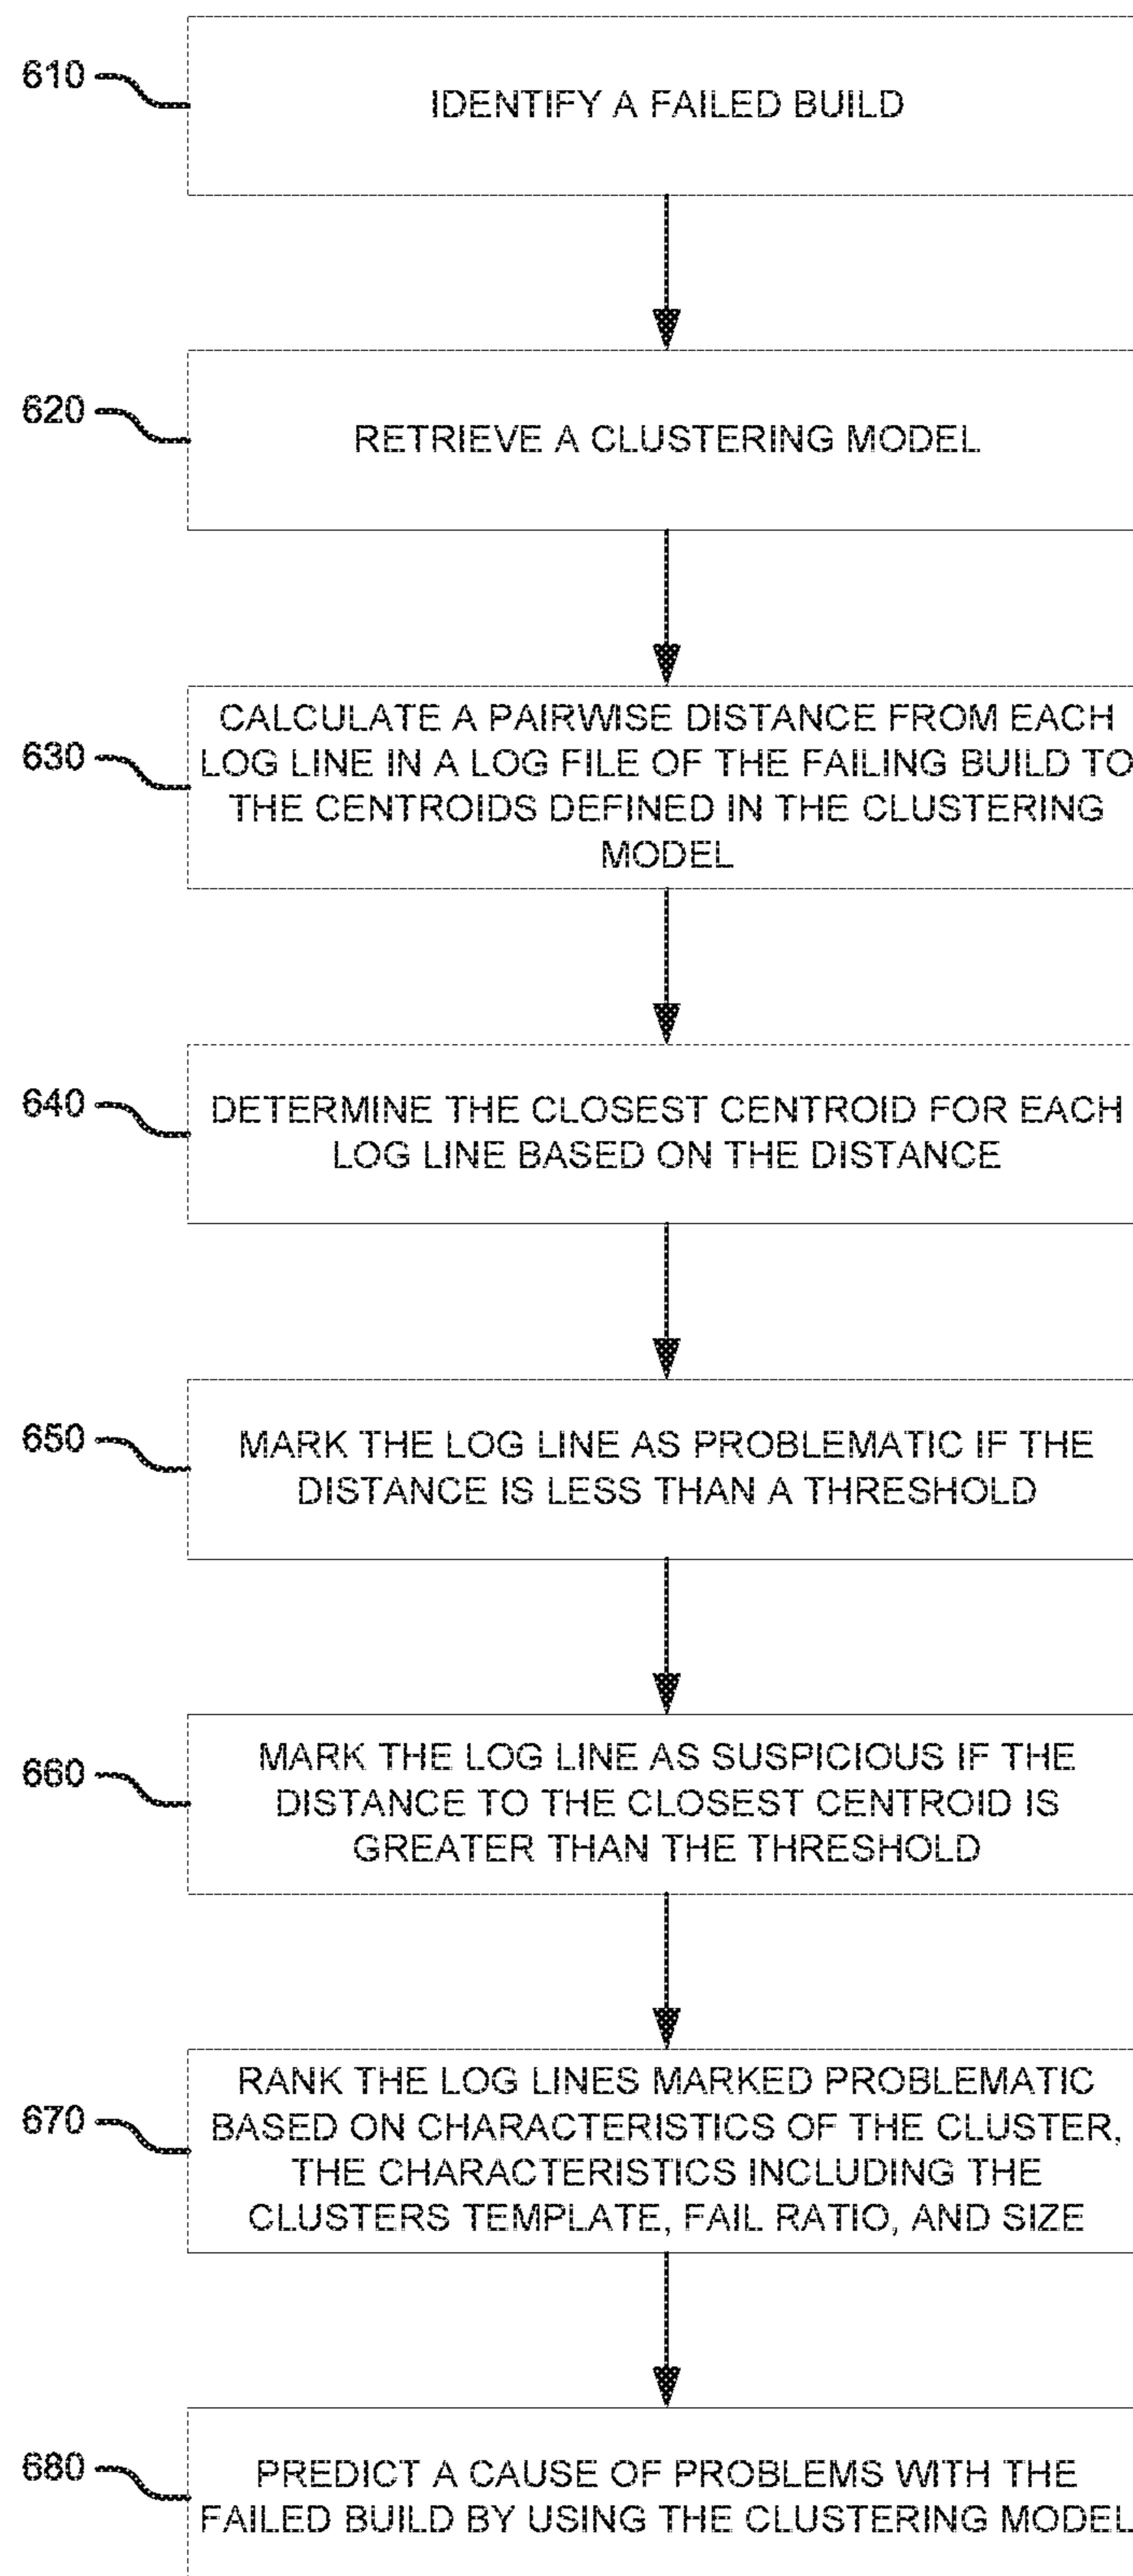 610
IDENTIFY A FAILED BUILD
620
RETRIEVE A CLUSTERING MODEL
630
CALCULATE A PAIRWISE DISTANCE FROM EACH
LOG LINE IN A LOG FILE OF THE FAILING BUILD TO
THE CENTROIDS DEFINED IN THE CLUSTERING
MODEL
640
DETERMINE THE CLOSEST CENTROID FOR EACH
LOG LINE BASED ON THE DISTANCE
650
MARK THE LOG LINE AS PROBLEMATIC IF THE
DISTANCE IS LESS THAN A THRESHOLD
660
MARK THE LOG LINE AS SUSPICIOUS IF THE
DISTANCE TO THE CLOSEST CENTROID IS
GREATER THAN THE THRESHOLD
670
RANK THE LOG LINES MARKED PROBLEMATIC
BASED ON CHARACTERISTICS OF THE CLUSTER,
THE CHARACTERISTICS INCLUDING THE
CLUSTERS TEMPLATE, FAIL RATIO, AND SIZE
680
PREDICT A CAUSE OF PROBLEMS WITH THE
FAILED BUILD BY USING THE CLUSTERING MODEL